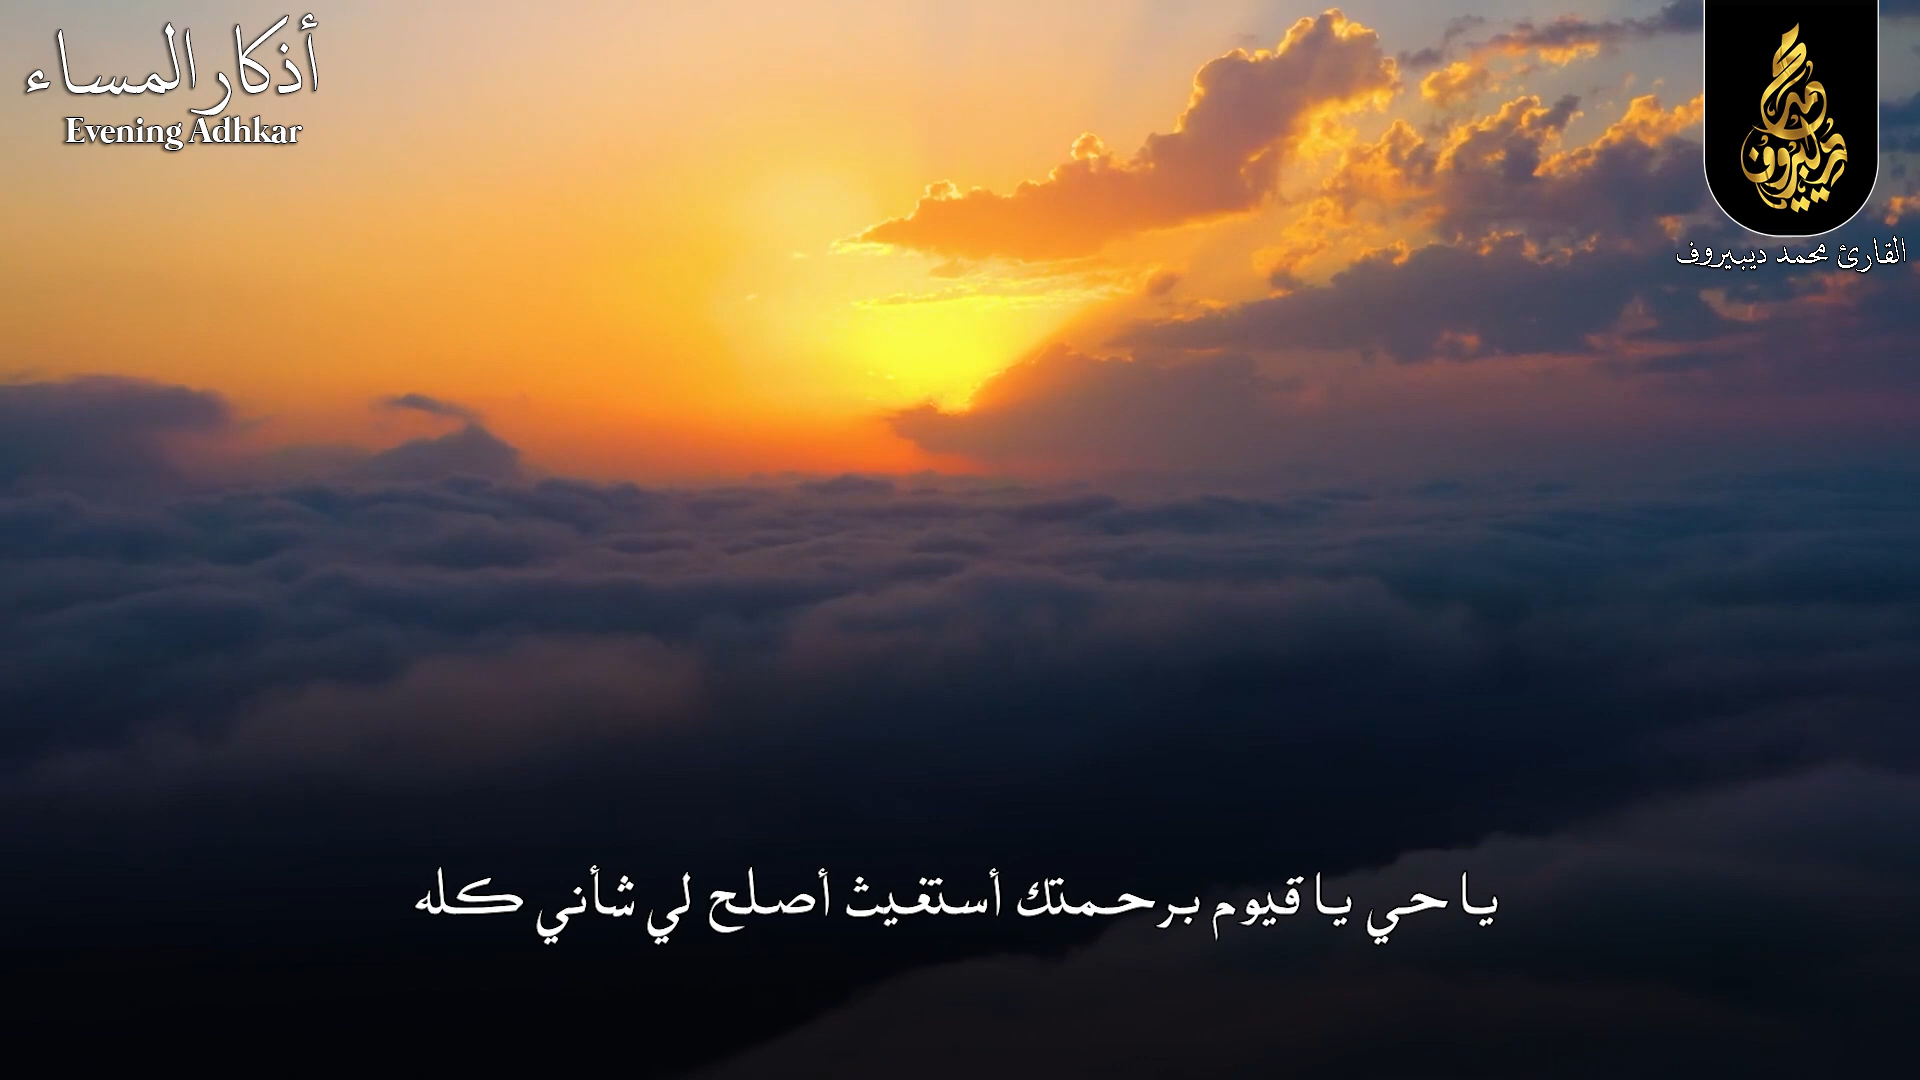 أذكار المساء
Evening Adhkar
القارئ محمد ديبيروف
يا حي يا قيوم برحمتك أستغيث أصلح لي شأني كله